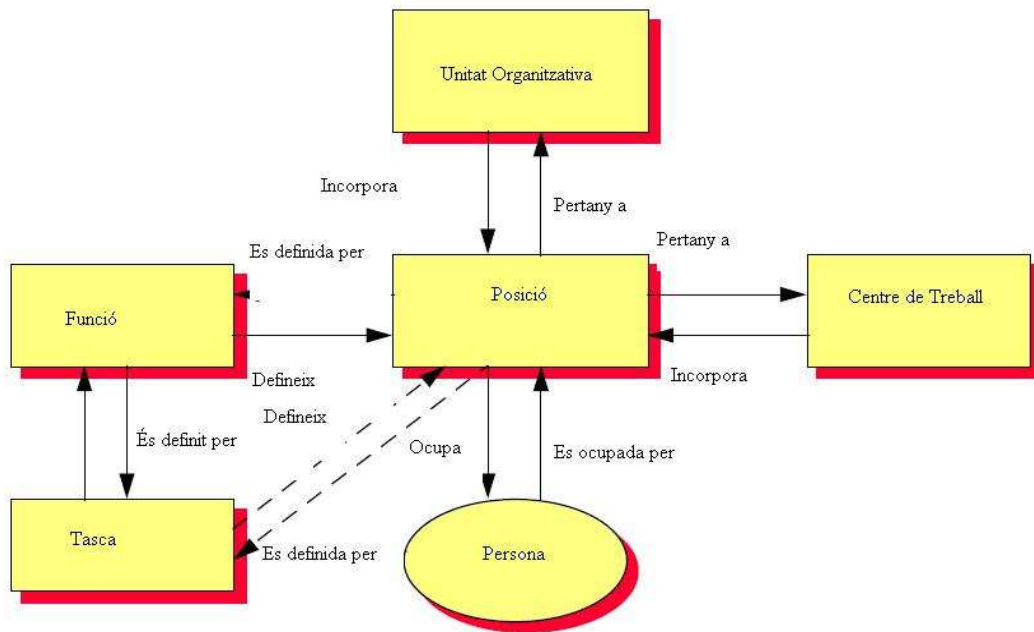 Unitat Organitzativa
Incorpora
Pertany a
Es definida per
Pertany a
Funció
Posició
Centre de Treball
Defineix
Incorpora
Defineix
És definit per
Ocupa
Es ocupada per
Tasca
Es definida per
Persona